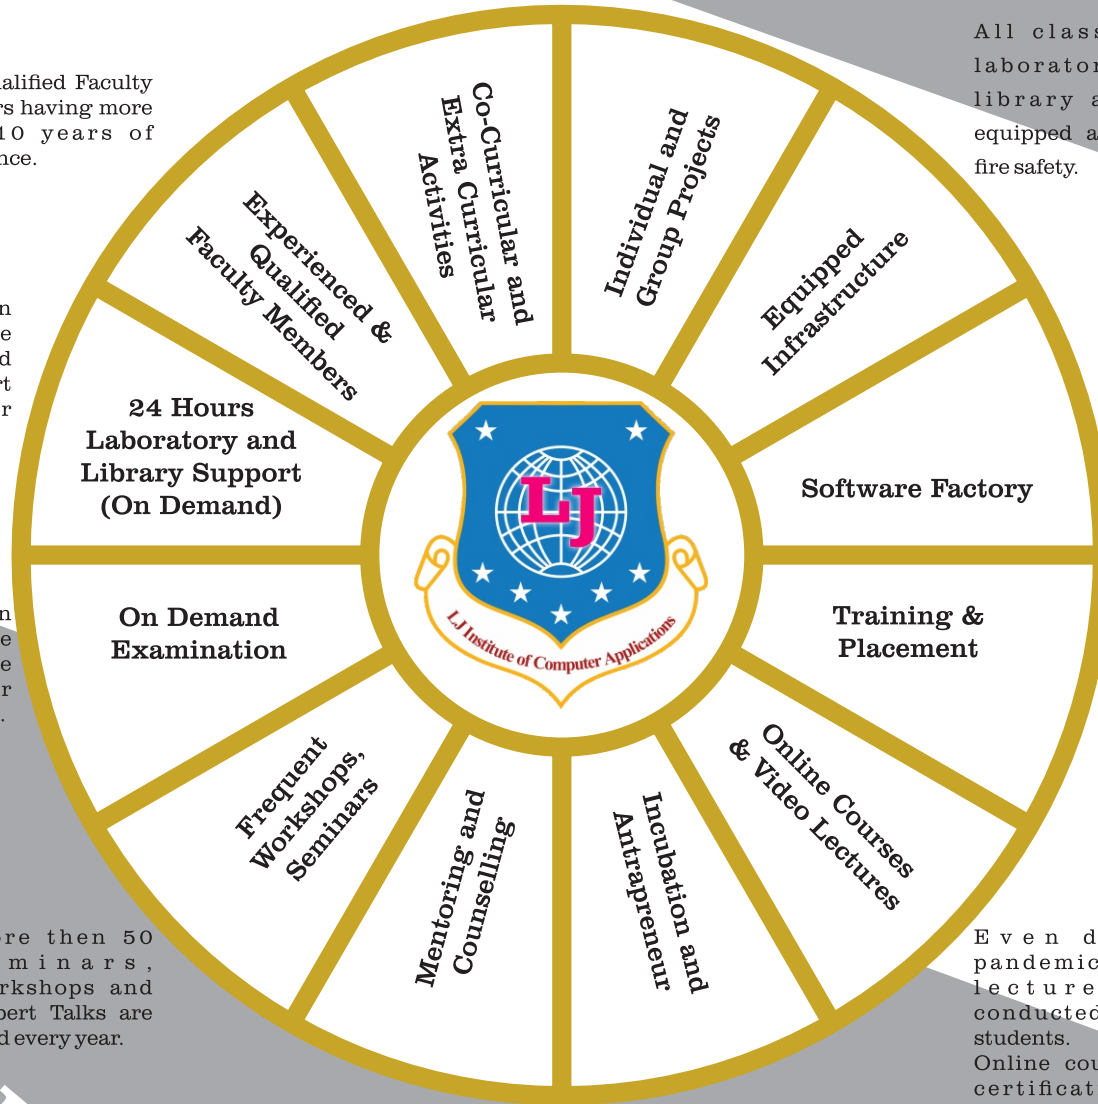 alified Faculty
rs having more
10 years of
nce.
All class
laborator
library a
equipped a
fire safety.
Co-Curricular and
Extra Curricular
Activities
Individual and
Group Projects
Equipped
Infrastructure
Software Factory
Training &
Placement
Online Courses
& Video Lectures
Incubation and
Antrapreneur
Mentoring and
Counselling
Frequent
Workshops,
Seminars
On Demand
Examination
24 Hours
Laboratory and
Library Support
(On Demand)
Experienced &
Qualified
Faculty Members
LJ
LJ Institute of Computer Applications
n
e
d
rt
r
n
e
e
r
.
re then 50
minars,
rkshops and
pert Talks are
d every year.
Even d
pandemic
lecture
conducted
students.
Online cou
certificat